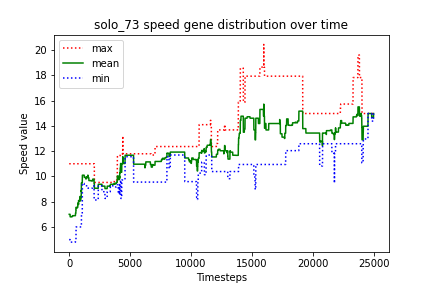 solo_73 speed gene distribution over time
max
mean
min
Speed value
20
18
16
14
12
10
8
6
0
5000
10000
15000
20000
25000
Timesteps